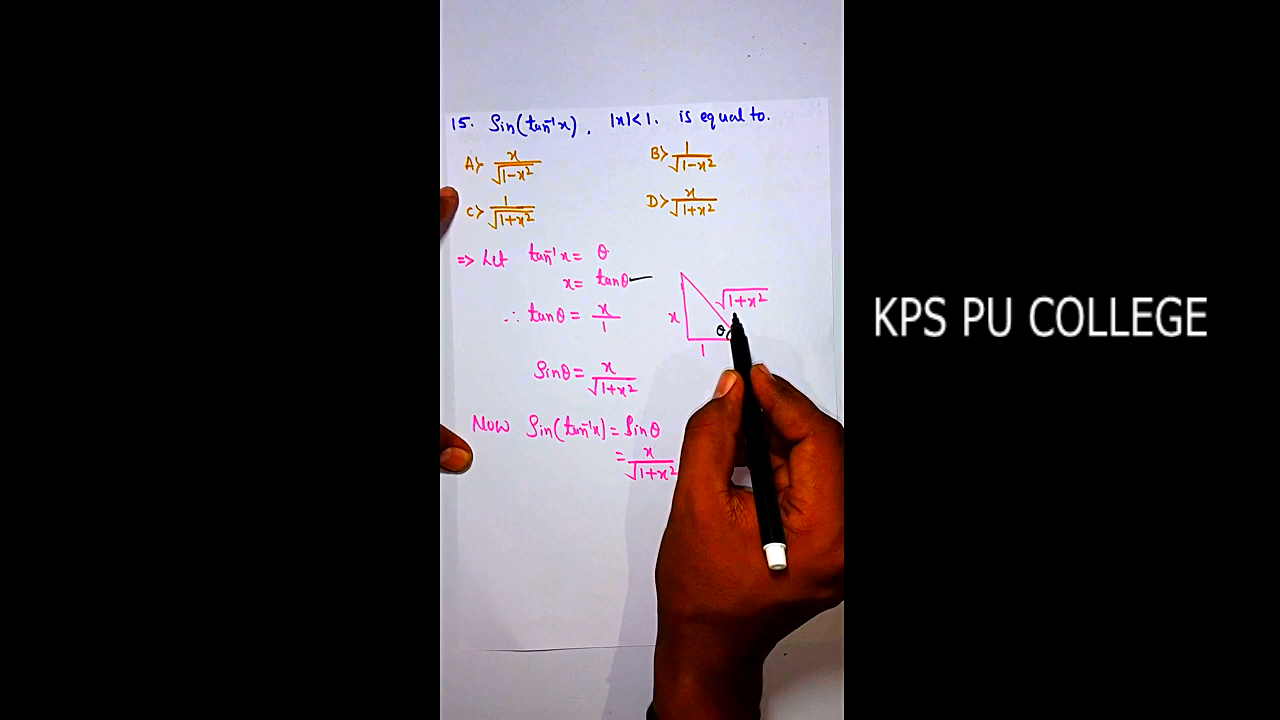 15. Sin(tan⁻¹x), |x|<1. is equal to.
A> x/√(1-x²) B> 1/√(1-x²)
C> 1/√(1+x²) D> x/√(1+x²)
=> Let tan⁻¹x = θ
x = tanθ
∴ tanθ = x/1
Sinθ = x/√(1+x²)
x √(1+x²) θ 1
Now Sin(tan⁻¹x) = Sinθ
= x/√(1+x²)
KPS PU COLLEGE